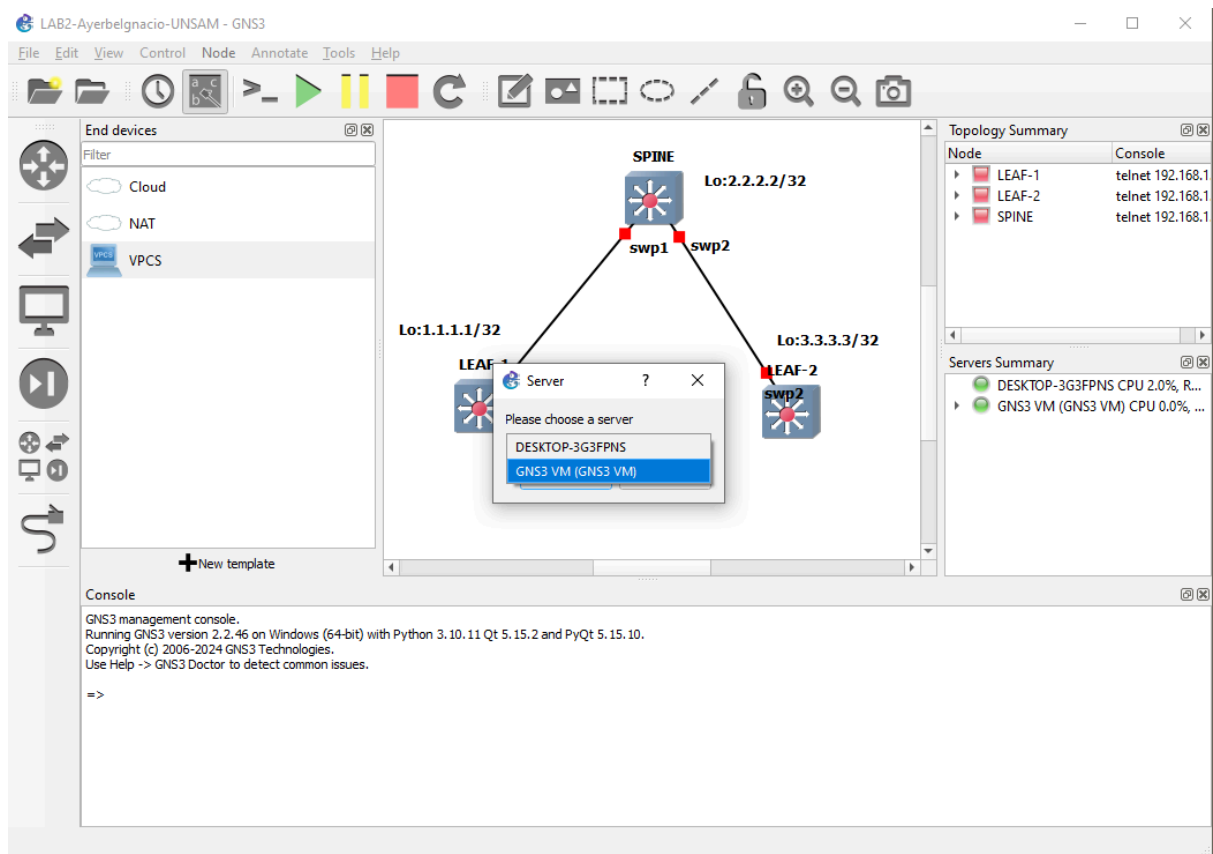 LAB2-AyerbeIgnacio-UNSAM - GNS3
File Edit View Control Node Annotate Tools Help
End devices
Filter
Cloud
NAT
VPCS
New template
SPINE
Lo:2.2.2.2/32
swp1
swp2
Lo:1.1.1.1/32
Lo:3.3.3.3/32
LEAF-1
LEAF-2
swp2
Server
?
Please choose a server
DESKTOP-3G3FPNS
GNS3 VM (GNS3 VM)
Topology Summary
Node Console
LEAF-1 telnet 192.168.1
LEAF-2 telnet 192.168.1
SPINE telnet 192.168.1
Servers Summary
DESKTOP-3G3FPNS CPU 2.0%, R...
GNS3 VM (GNS3 VM) CPU 0.0%, ...
Console
GNS3 management console.
Running GNS3 version 2.2.46 on Windows (64-bit) with Python 3.10.11 Qt 5.15.2 and PyQt 5.15.10.
Copyright (c) 2006-2024 GNS3 Technologies.
Use Help -> GNS3 Doctor to detect common issues.
=>